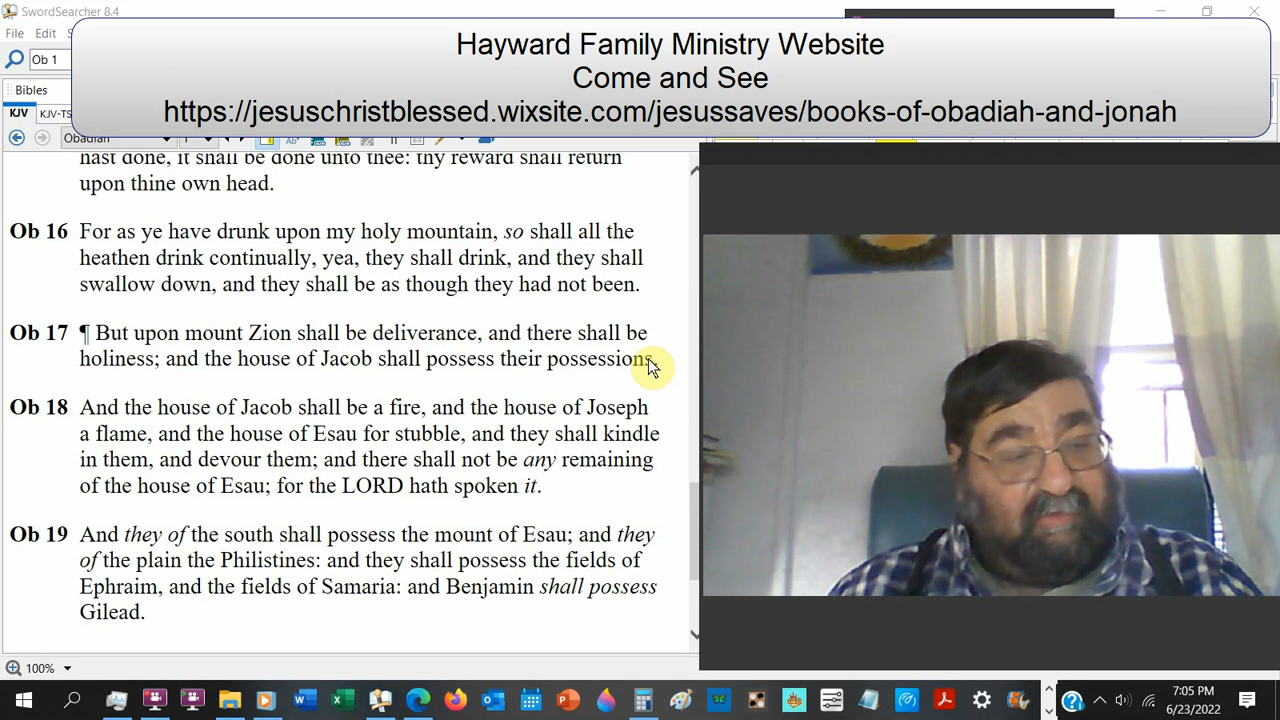 SwordSearcher 8.4
File Edit
Hayward Family Ministry Website
Come and See
https://jesuschristblessed.wixsite.com/jesussaves/books-of-obadiah-and-jonah
Ob 1
Bibles
KJV KJV-TS
Obadiah 1
hast done, it shall be done unto thee: thy reward shall return
upon thine own head.
Ob 16 For as ye have drunk upon my holy mountain, so shall all the
heathen drink continually, yea, they shall drink, and they shall
swallow down, and they shall be as though they had not been.
Ob 17 ¶ But upon mount Zion shall be deliverance, and there shall be
holiness; and the house of Jacob shall possess their possessions.
Ob 18 And the house of Jacob shall be a fire, and the house of Joseph
a flame, and the house of Esau for stubble, and they shall kindle
in them, and devour them; and there shall not be any remaining
of the house of Esau; for the LORD hath spoken it.
Ob 19 And they of the south shall possess the mount of Esau; and they
of the plain the Philistines: and they shall possess the fields of
Ephraim, and the fields of Samaria: and Benjamin shall possess
Gilead.
100%
7:05 PM
6/23/2022